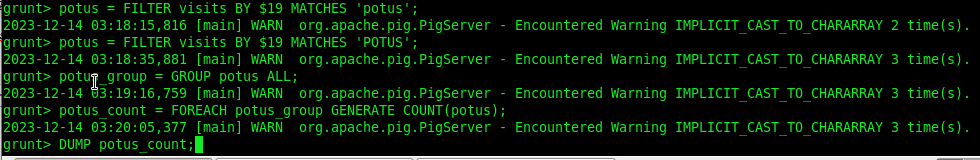 grunt> potus = FILTER visits BY $19 MATCHES 'potus';
2023-12-14 03:18:15,816 [main] WARN  org.apache.pig.PigServer - Encountered Warning IMPLICIT_CAST_TO_CHARARRAY 2 time(s).
grunt> potus = FILTER visits BY $19 MATCHES 'POTUS';
2023-12-14 03:18:35,881 [main] WARN  org.apache.pig.PigServer - Encountered Warning IMPLICIT_CAST_TO_CHARARRAY 3 time(s).
grunt> potus_group = GROUP potus ALL;
2023-12-14 03:19:16,759 [main] WARN  org.apache.pig.PigServer - Encountered Warning IMPLICIT_CAST_TO_CHARARRAY 3 time(s).
grunt> potus_count = FOREACH potus_group GENERATE COUNT(potus);
2023-12-14 03:20:05,377 [main] WARN  org.apache.pig.PigServer - Encountered Warning IMPLICIT_CAST_TO_CHARARRAY 3 time(s).
grunt> DUMP potus_count;